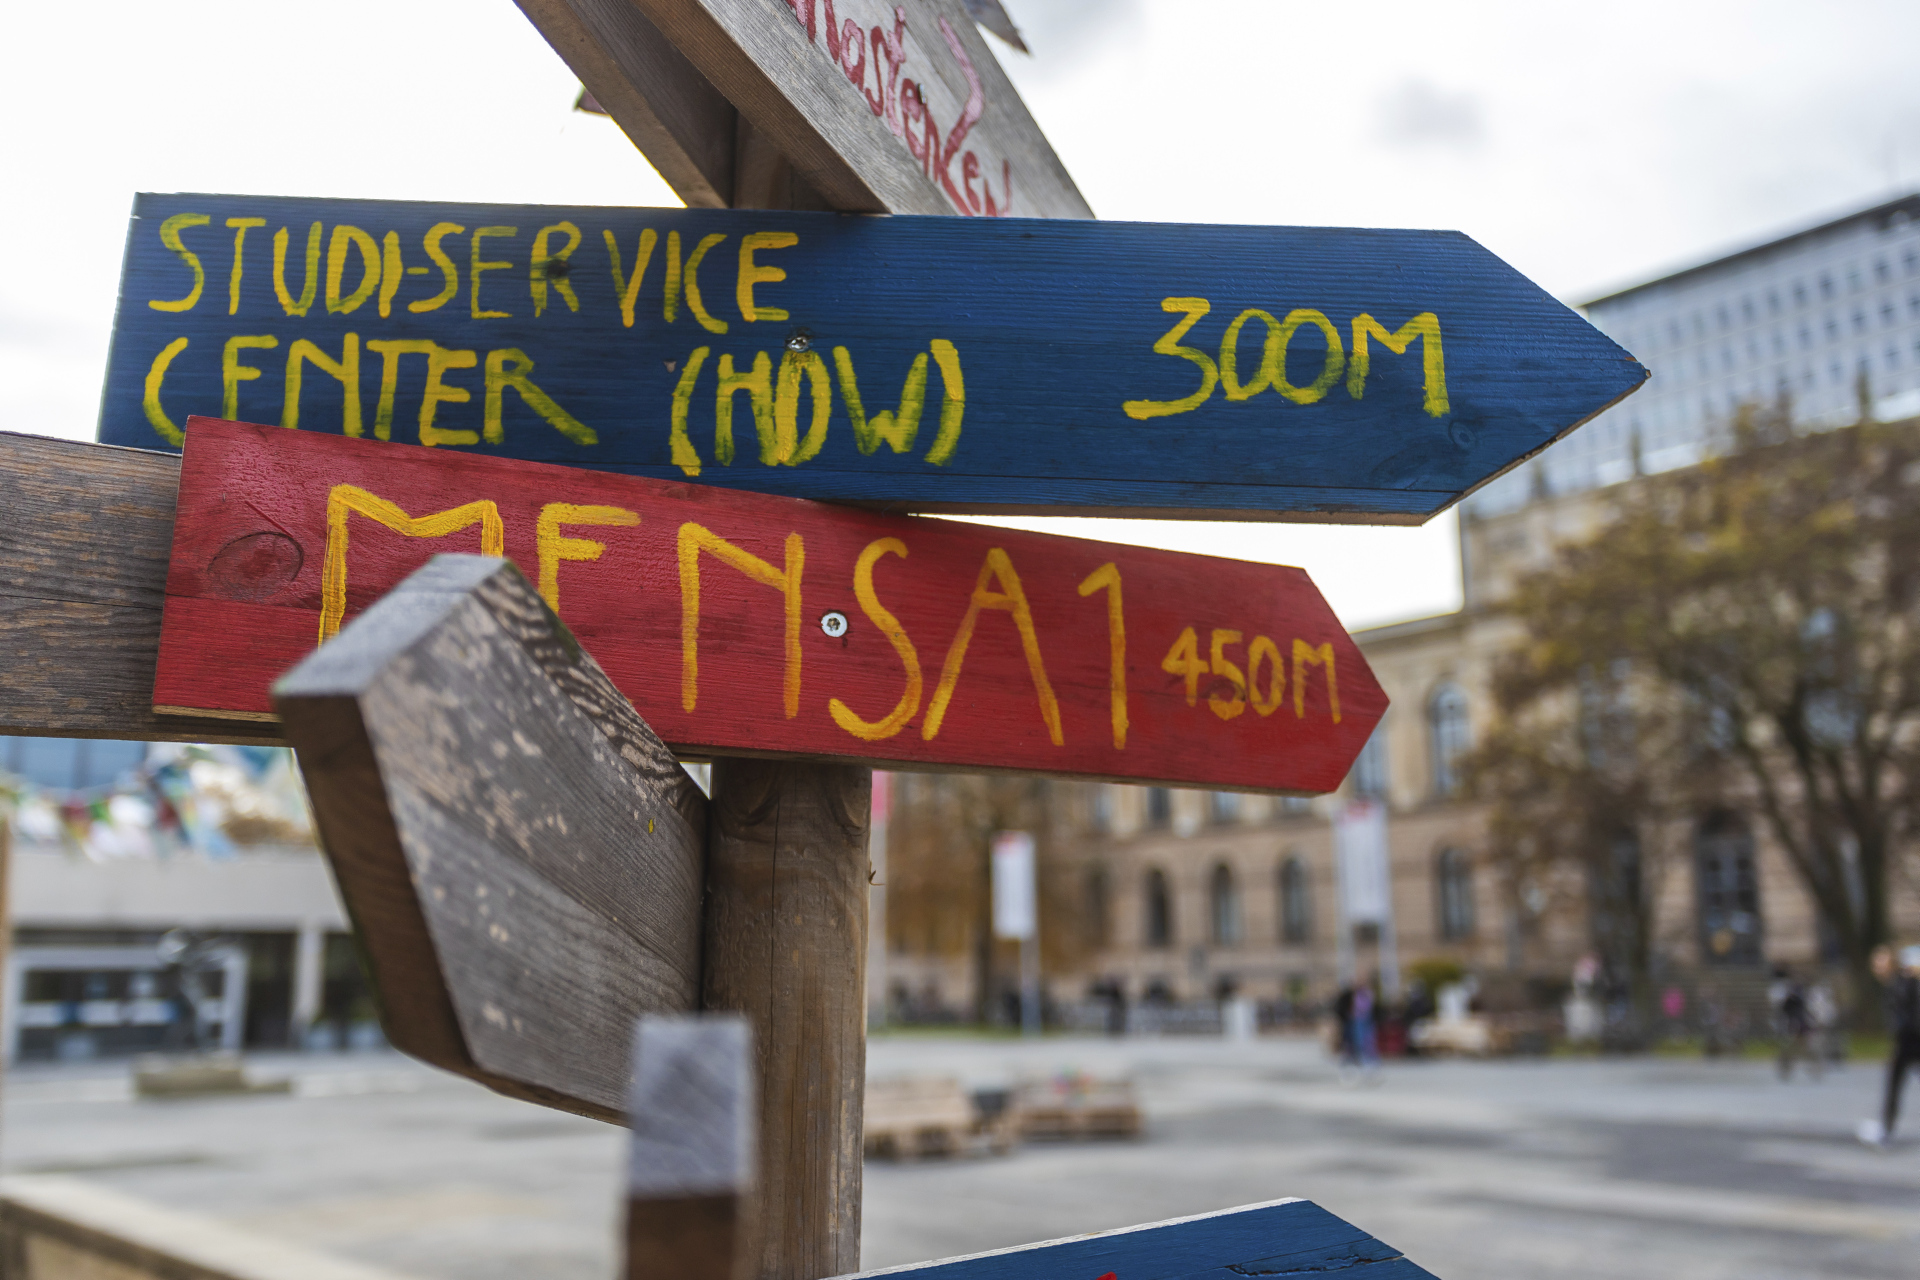 STUDI-SERVICE
CENTER (HDW) 300M
MENSA 1 450M